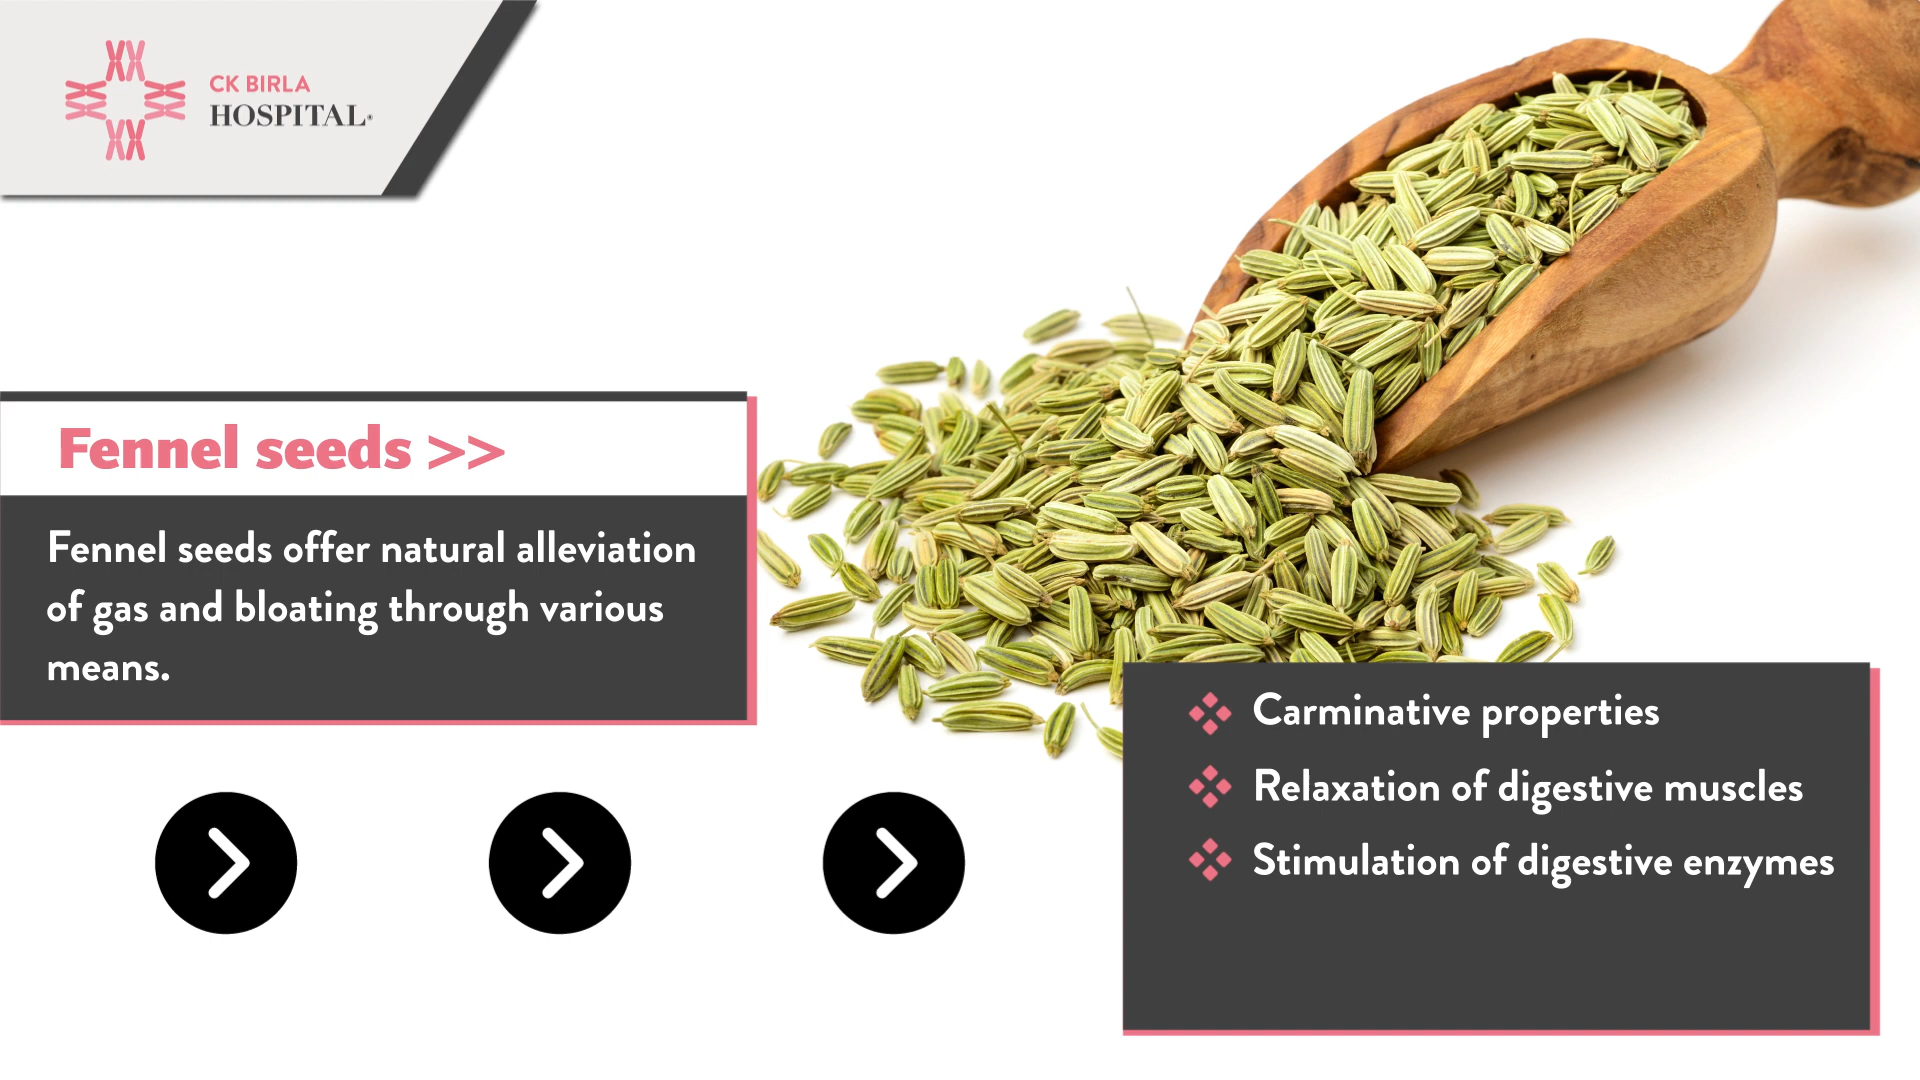 CK BIRLA
HOSPITAL®
Fennel seeds >>
Fennel seeds offer natural alleviation
of gas and bloating through various
means.
Carminative properties
Relaxation of digestive muscles
Stimulation of digestive enzymes